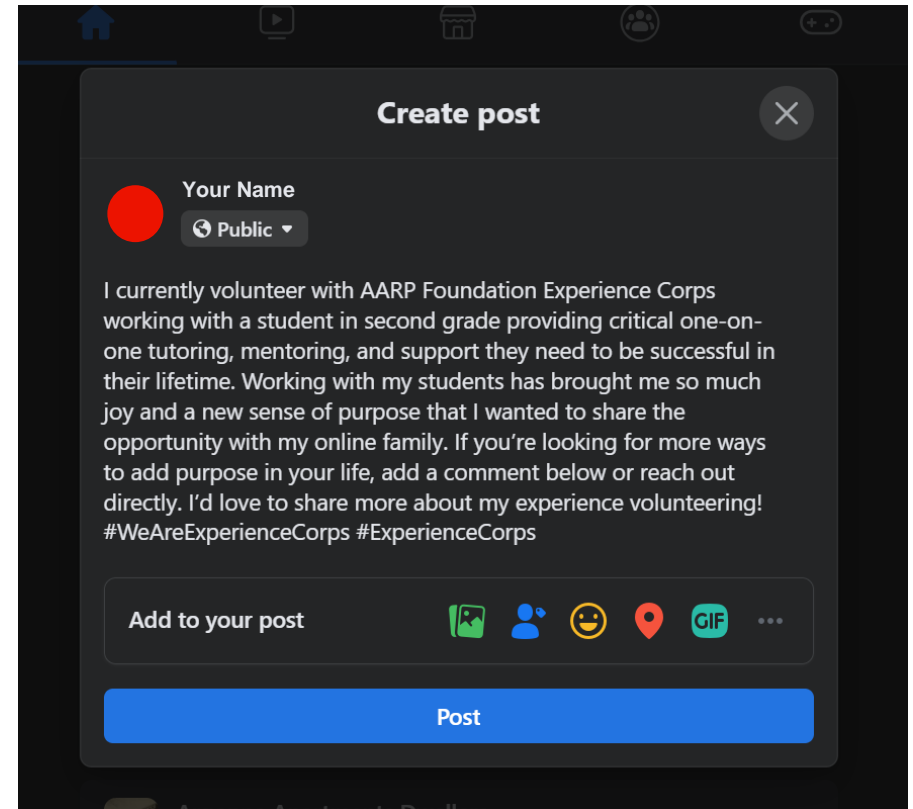 Create post
Your Name
Public
I currently volunteer with AARP Foundation Experience Corps
working with a student in second grade providing critical one-on-
one tutoring, mentoring, and support they need to be successful in
their lifetime. Working with my students has brought me so much
joy and a new sense of purpose that I wanted to share the
opportunity with my online family. If you’re looking for more ways
to add purpose in your life, add a comment below or reach out
directly. I’d love to share more about my experience volunteering!
#WeAreExperienceCorps #ExperienceCorps
Add to your post
GIF
Post